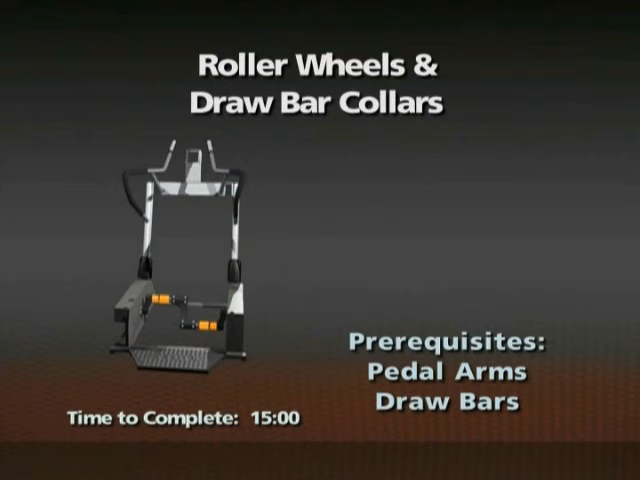 Roller Wheels &
Draw Bar Collars
Prerequisites:
Pedal Arms
Draw Bars
Time to Complete: 15:00